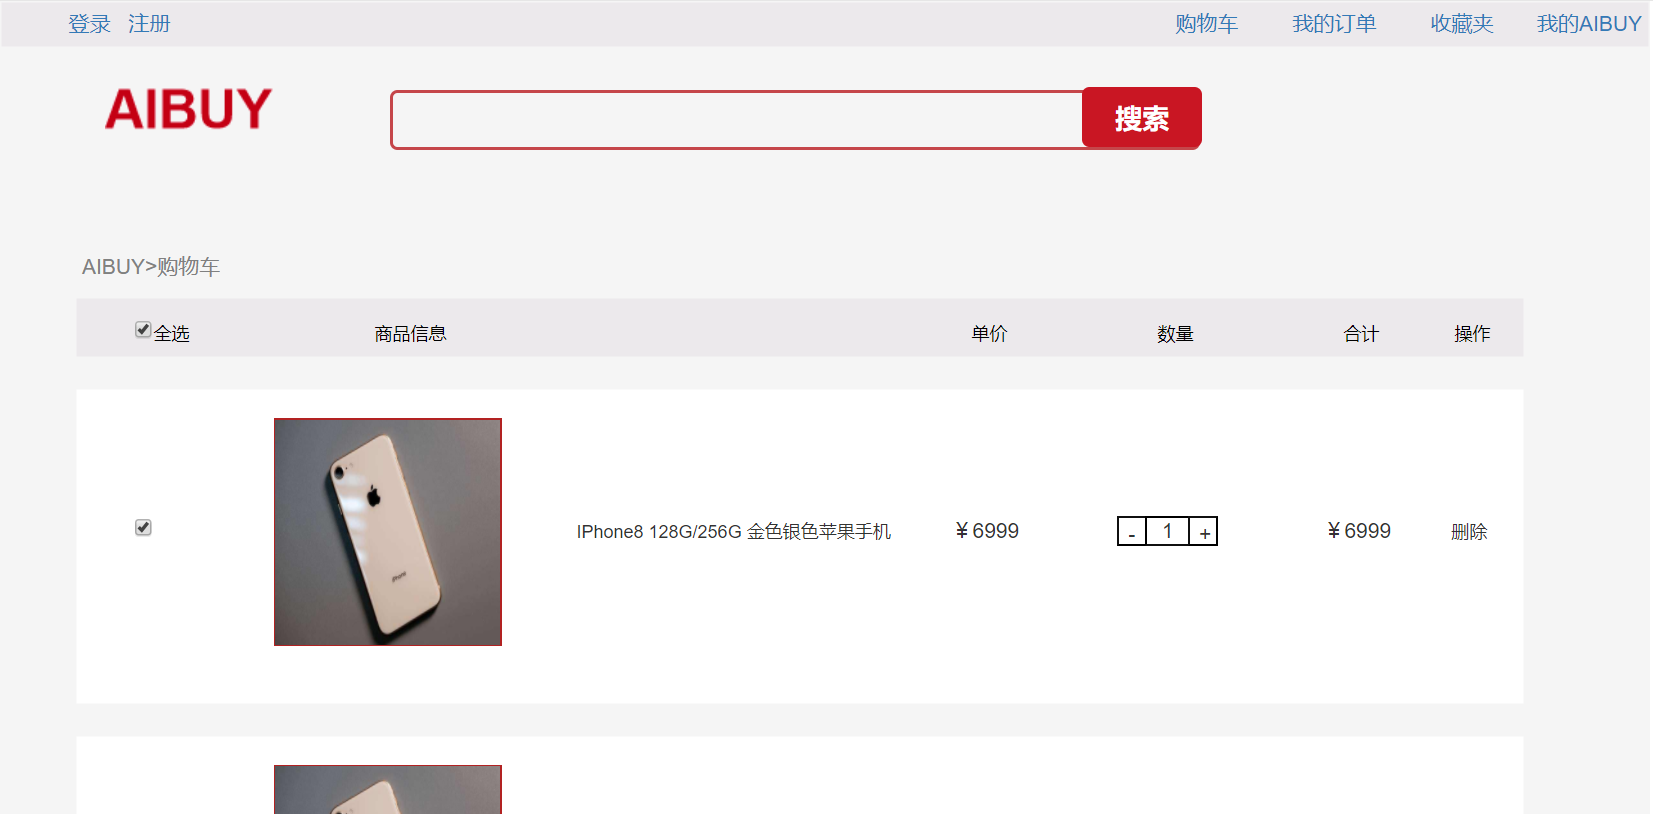 登录 注册 购物车 我的订单 收藏夹 我的AIBUY
AIBUY 搜索
AIBUY>购物车
全选 商品信息 单价 数量 合计 操作
IPhone8 128G/256G 金色银色苹果手机 ¥ 6999 - 1 + ¥ 6999 删除
iPhone